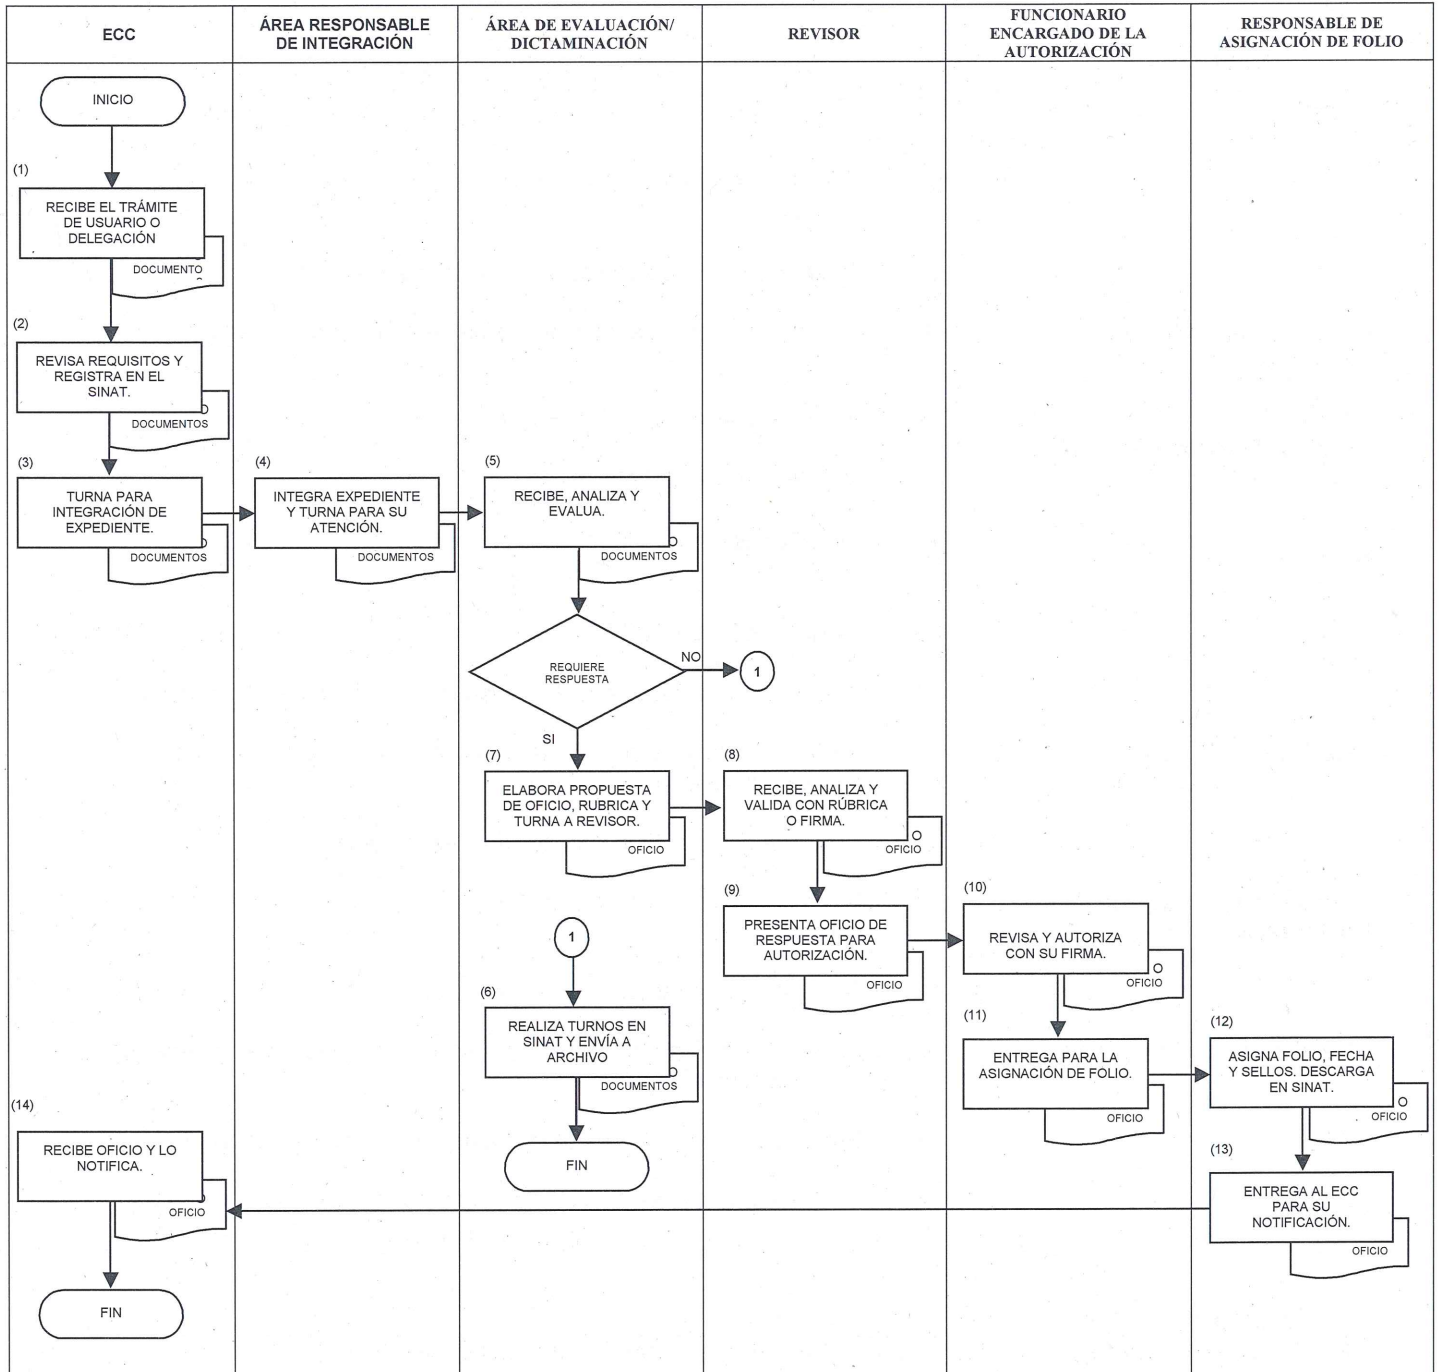 ECC
ÁREA RESPONSABLE
DE INTEGRACIÓN
ÁREA DE EVALUACIÓN/
DICTAMINACIÓN
REVISOR
FUNCIONARIO
ENCARGADO DE LA
AUTORIZACIÓN
RESPONSABLE DE
ASIGNACIÓN DE FOLIO
INICIO
(1)
RECIBE EL TRÁMITE
DE USUARIO O
DELEGACIÓN
DOCUMENTO
(2)
REVISA REQUISITOS Y
REGISTRA EN EL
SINAT.
O
DOCUMENTOS
(3)
TURNA PARA
INTEGRACIÓN DE
EXPEDIENTE.
DOCUMENTOS
(4)
INTEGRA EXPEDIENTE
Y TURNA PARA SU
ATENCIÓN.
DOCUMENTOS
(5)
RECIBE, ANALIZA Y
EVALUA.
O
DOCUMENTOS
REQUIERE
RESPUESTA
NO
1
SI
(7)
ELABORA PROPUESTA
DE OFICIO, RUBRICA Y
TURNA A REVISOR.
OFICIO
(8)
RECIBE, ANALIZA Y
VALIDA CON RÚBRICA
O FIRMA.
O
OFICIO
(9)
PRESENTA OFICIO DE
RESPUESTA PARA
AUTORIZACIÓN.
OFICIO
(10)
REVISA Y AUTORIZA
CON SU FIRMA.
O
OFICIO
1
(6)
REALIZA TURNOS EN
SINAT Y ENVÍA A
ARCHIVO
O
DOCUMENTOS
FIN
(11)
ENTREGA PARA LA
ASIGNACIÓN DE FOLIO.
OFICIO
(12)
ASIGNA FOLIO, FECHA
Y SELLOS. DESCARGA
EN SINAT.
O
OFICIO
(13)
ENTREGA AL ECC
PARA SU
NOTIFICACIÓN.
OFICIO
(14)
RECIBE OFICIO Y LO
NOTIFICA.
O
OFICIO
FIN